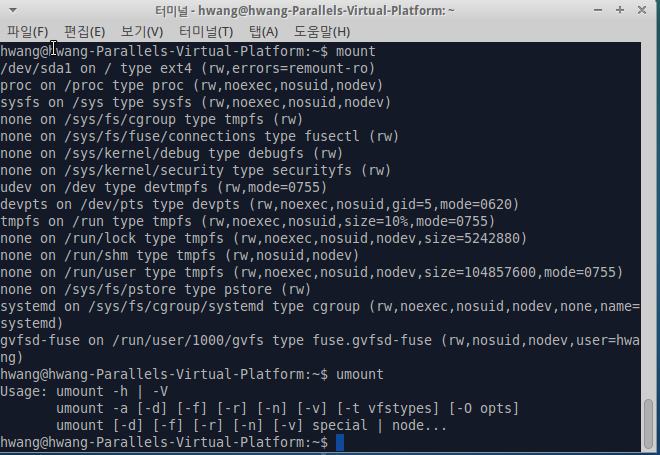 터미널 - hwang@hwang-Parallels-Virtual-Platform: ~
파일(F) 편집(E) 보기(V) 터미널(T) 탭(A) 도움말(H)
hwang@hwang-Parallels-Virtual-Platform:~$ mount
/dev/sda1 on / type ext4 (rw,errors=remount-ro)
proc on /proc type proc (rw,noexec,nosuid,nodev)
sysfs on /sys type sysfs (rw,noexec,nosuid,nodev)
none on /sys/fs/cgroup type tmpfs (rw)
none on /sys/fs/fuse/connections type fusectl (rw)
none on /sys/kernel/debug type debugfs (rw)
none on /sys/kernel/security type securityfs (rw)
udev on /dev type devtmpfs (rw,mode=0755)
devpts on /dev/pts type devpts (rw,noexec,nosuid,gid=5,mode=0620)
tmpfs on /run type tmpfs (rw,noexec,nosuid,size=10%,mode=0755)
none on /run/lock type tmpfs (rw,noexec,nosuid,nodev,size=5242880)
none on /run/shm type tmpfs (rw,nosuid,nodev)
none on /run/user type tmpfs (rw,noexec,nosuid,nodev,size=104857600,mode=0755)
none on /sys/fs/pstore type pstore (rw)
systemd on /sys/fs/cgroup/systemd type cgroup (rw,noexec,nosuid,nodev,none,name=
systemd)
gvfsd-fuse on /run/user/1000/gvfs type fuse.gvfsd-fuse (rw,nosuid,nodev,user=hwa
ng)
hwang@hwang-Parallels-Virtual-Platform:~$ umount
Usage: umount -h | -V
       umount -a [-d] [-f] [-r] [-n] [-v] [-t vfstypes] [-O opts]
       umount [-d] [-f] [-r] [-n] [-v] special | node...
hwang@hwang-Parallels-Virtual-Platform:~$